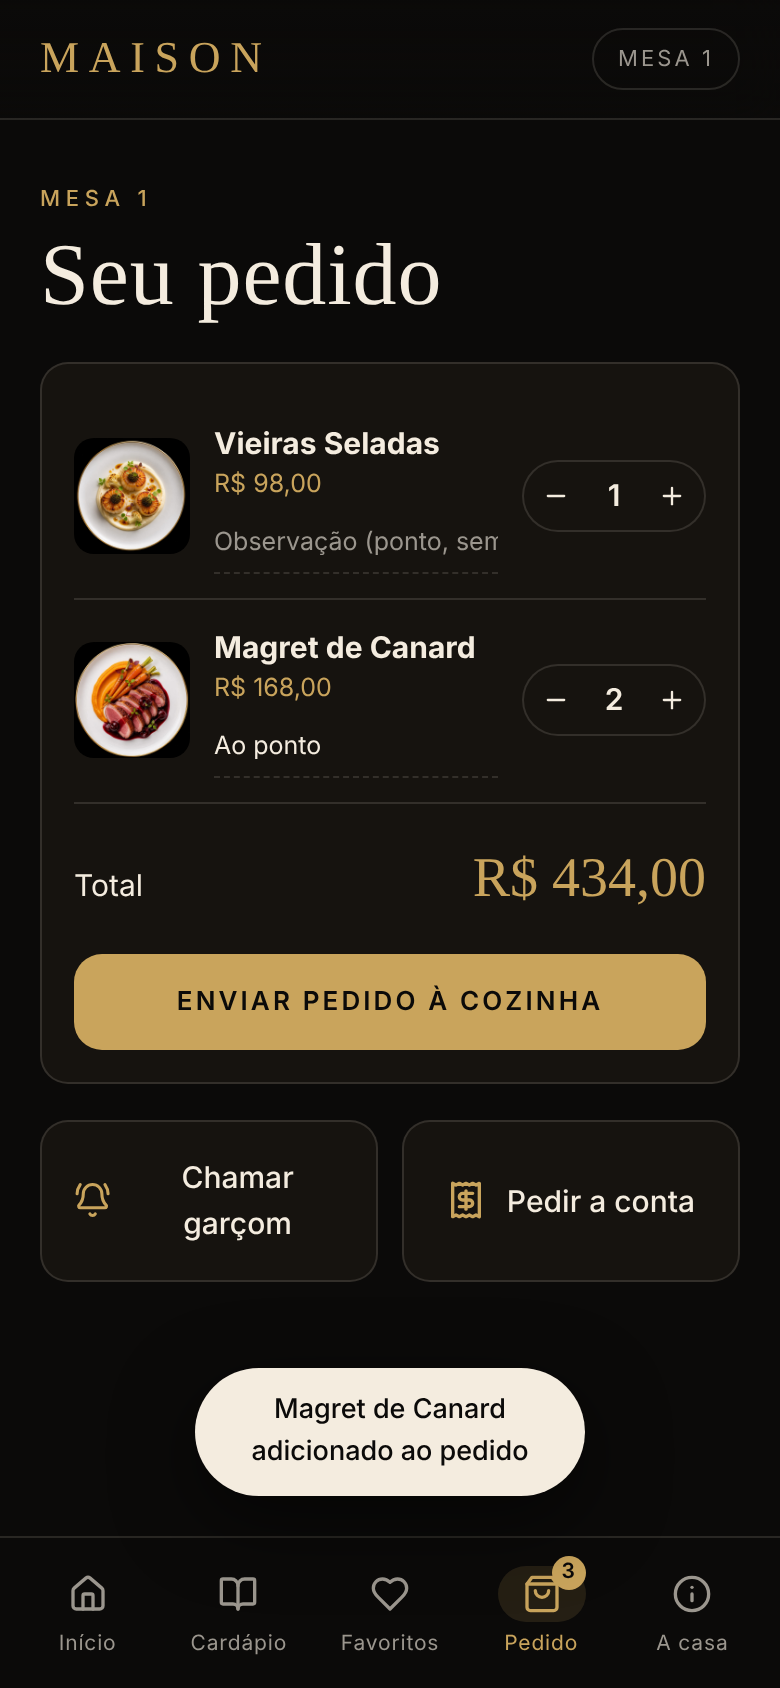 MAISON
MESA 1
MESA 1
Seu pedido
Vieiras Seladas
R$ 98,00
Observação (ponto, sem
1
Magret de Canard
R$ 168,00
Ao ponto
2
Total
R$ 434,00
ENVIAR PEDIDO À COZINHA
Chamar
garçom
Pedir a conta
Magret de Canard
adicionado ao pedido
3
Início
Cardápio
Favoritos
Pedido
A casa